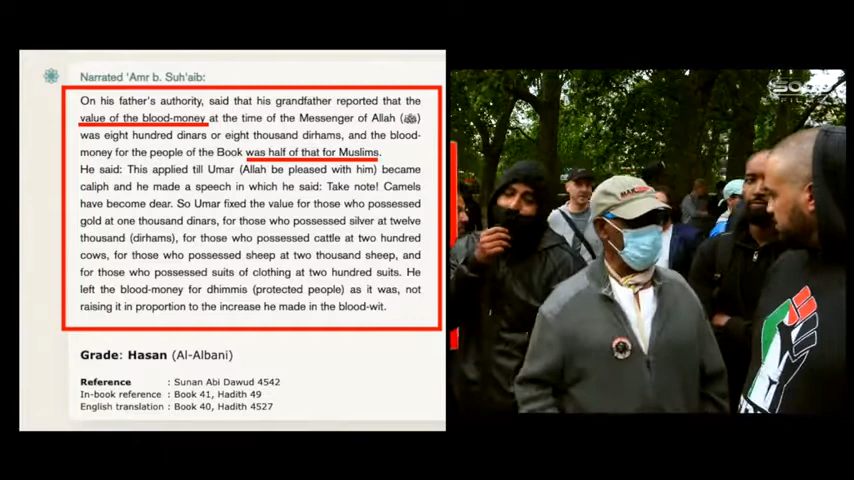 Narrated 'Amr b. Suh'aib:
On his father's authority, said that his grandfather reported that the
value of the blood-money at the time of the Messenger of Allah (ﷺ)
was eight hundred dinars or eight thousand dirhams, and the blood-
money for the people of the Book was half of that for Muslims.
He said: This applied till Umar (Allah be pleased with him) became
caliph and he made a speech in which he said: Take note! Camels
have become dear. So Umar fixed the value for those who possessed
gold at one thousand dinars, for those who possessed silver at twelve
thousand (dirhams), for those who possessed cattle at two hundred
cows, for those who possessed sheep at two thousand sheep, and
for those who possessed suits of clothing at two hundred suits. He
left the blood-money for dhimmis (protected people) as it was, not
raising it in proportion to the increase he made in the blood-wit.
Grade: Hasan (Al-Albani)
Reference : Sunan Abi Dawud 4542
In-book reference : Book 41, Hadith 49
English translation : Book 40, Hadith 4527